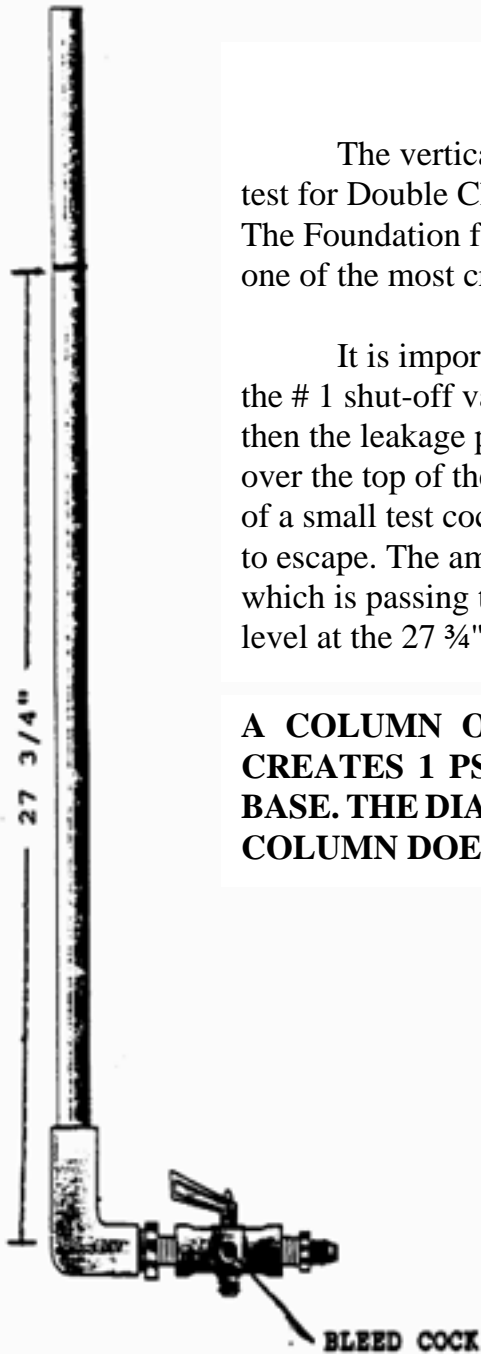 The vertica
test for Double C
The Foundation f
one of the most c
It is impor
the # 1 shut-off va
then the leakage p
over the top of the
of a small test coc
to escape. The am
which is passing t
level at the 27 ¾"
A COLUMN O
CREATES 1 PS
BASE. THE DIA
COLUMN DOE
27 3/4"
BLEED COCK